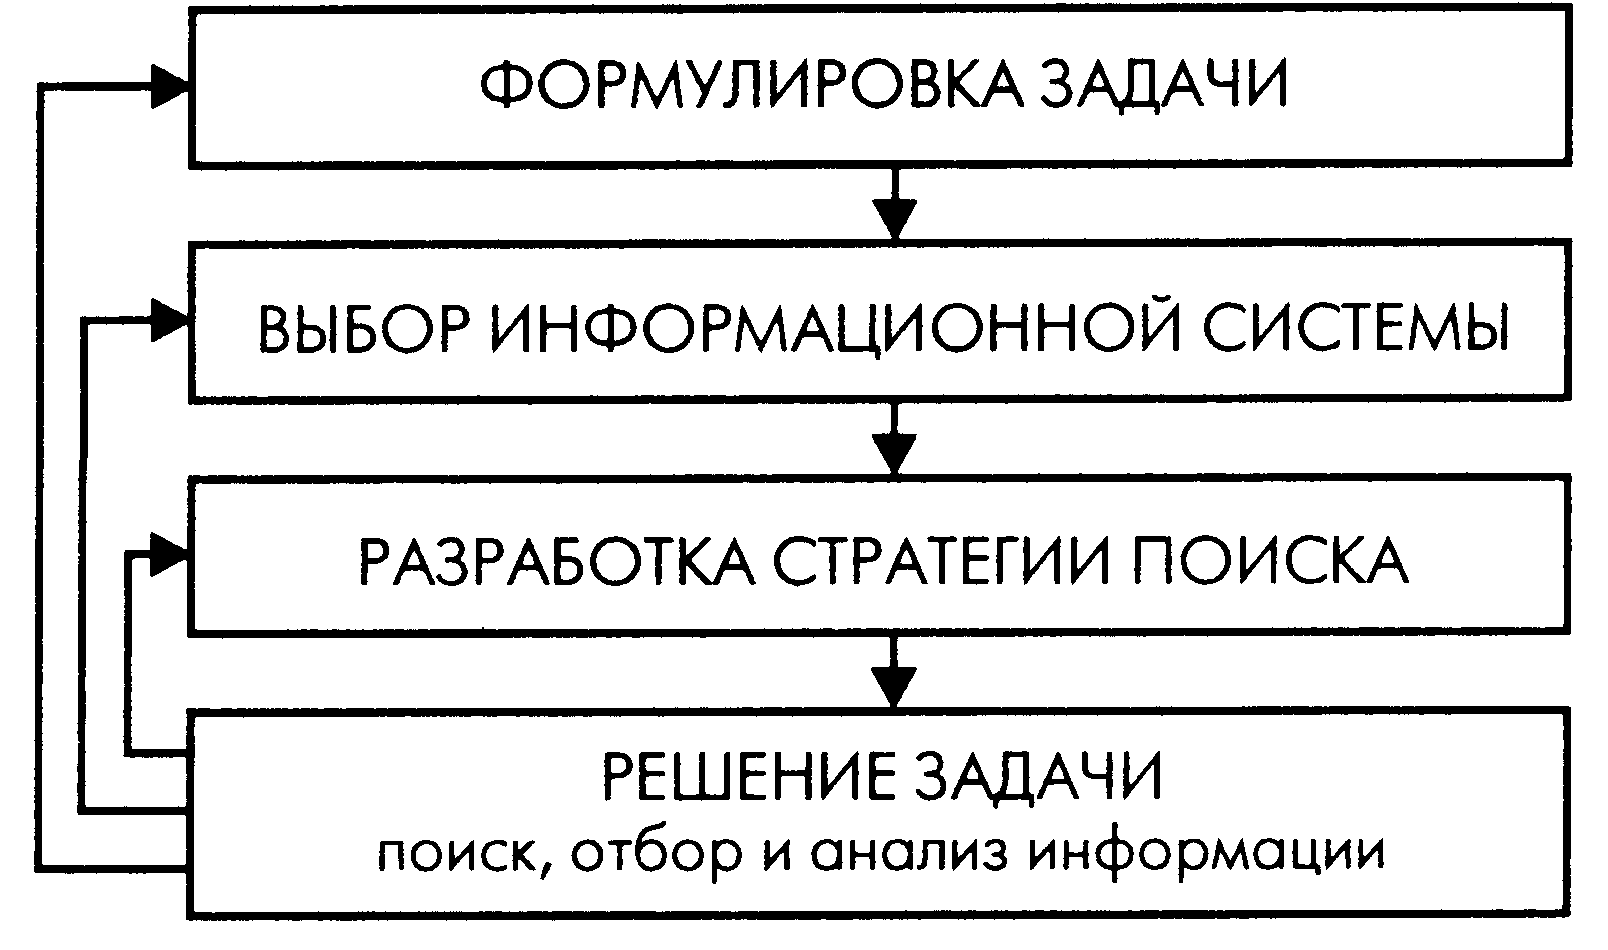 ФОРМУЛИРОВКА ЗАДАЧИ
ВЫБОР ИНФОРМАЦИОННОЙ СИСТЕМЫ
РАЗРАБОТКА СТРАТЕГИИ ПОИСКА
РЕШЕНИЕ ЗАДАЧИ
поиск, отбор и анализ информации